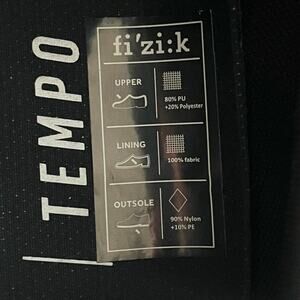 TEMPO
fi'zi:k
UPPER
80% PU
+20% Polyester
LINING
100% fabric
OUTSOLE
90% Nylon
+10% PE